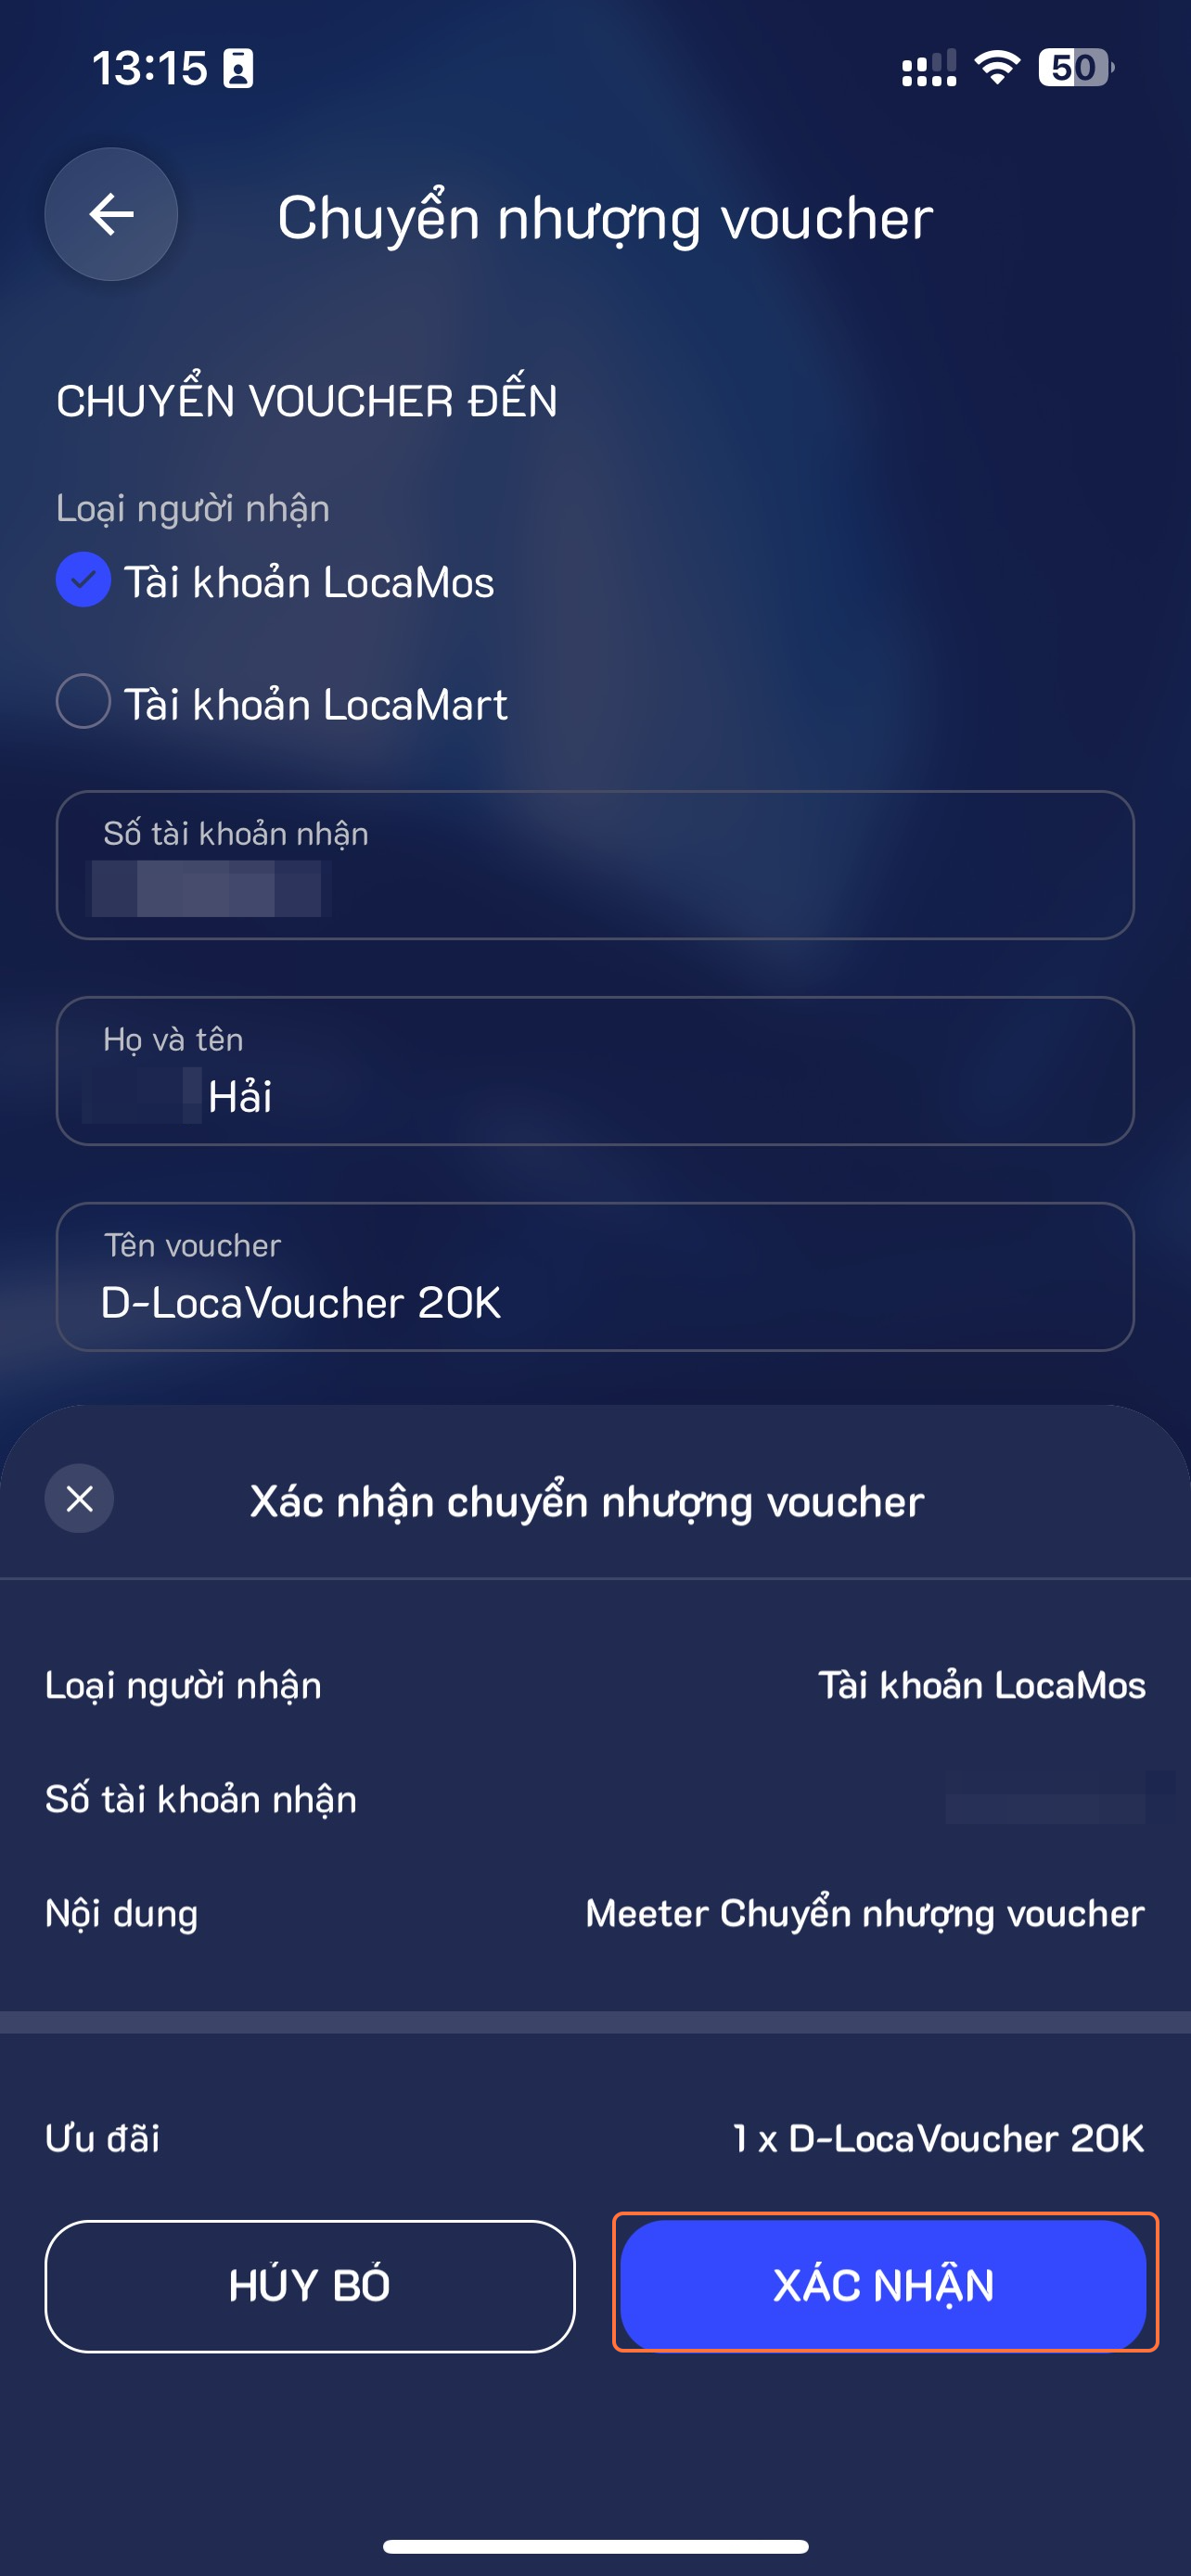 13:15
50
Chuyển nhượng voucher
CHUYỂN VOUCHER ĐẾN
Loại người nhận
Tài khoản LocaMos
Tài khoản LocaMart
Số tài khoản nhận
Họ và tên
Hải
Tên voucher
D-LocaVoucher 20K
Xác nhận chuyển nhượng voucher
Loại người nhận Tài khoản LocaMos
Số tài khoản nhận
Nội dung Meeter Chuyển nhượng voucher
Ưu đãi 1 x D-LocaVoucher 20K
HỦY BỎ XÁC NHẬN